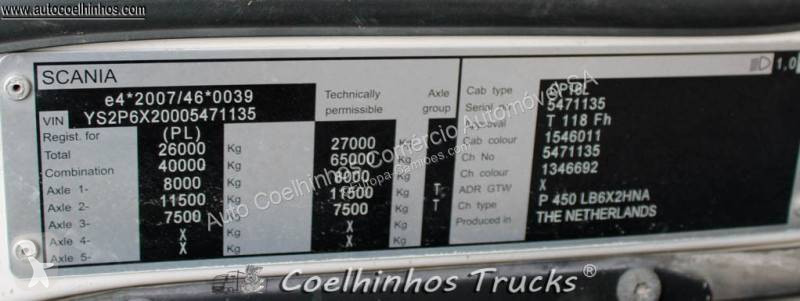 www.autocoelhinhos.com
SCANIA
e4*2007/46*0039
VIN YS2P6X20005471135
Regist. for (PL)
Technically permissible
Axle group
Total 26000 Kg 27000 Kg
Combination 40000 Kg 65000 Kg
Axle 1- 8000 Kg 8000 Kg
Axle 2- 11500 Kg 11500 Kg T
Axle 3- 7500 Kg 7500 Kg T
Axle 4- X Kg X Kg
Axle 5- X Kg X Kg
1,0
Cab type
Serial nr 5471135
Approval T 118 Fh
Cab colour 1546011
Ch No 5471135
Ch colour 1346692
ADR GTW X
Ch type P 450 LB6X2HNA
Produced in THE NETHERLANDS
Auto Coelhinhos Comércio Automóvel SA
Coelhinhos Trucks®